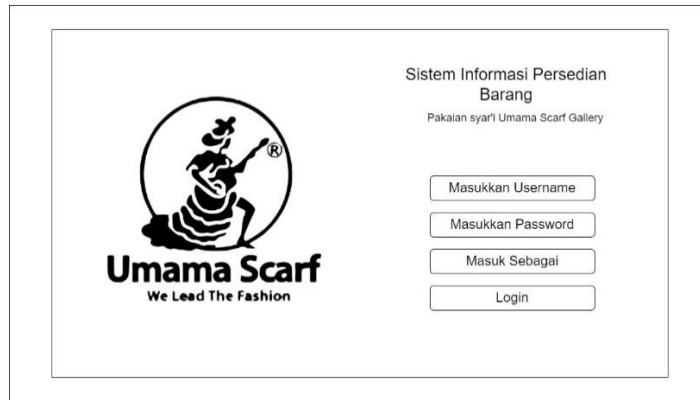 Sistem Informasi Persedian
Barang
Pakaian syar'i Umama Scarf Gallery
®
Umama Scarf
We Lead The Fashion
Masukkan Username
Masukkan Password
Masuk Sebagai
Login